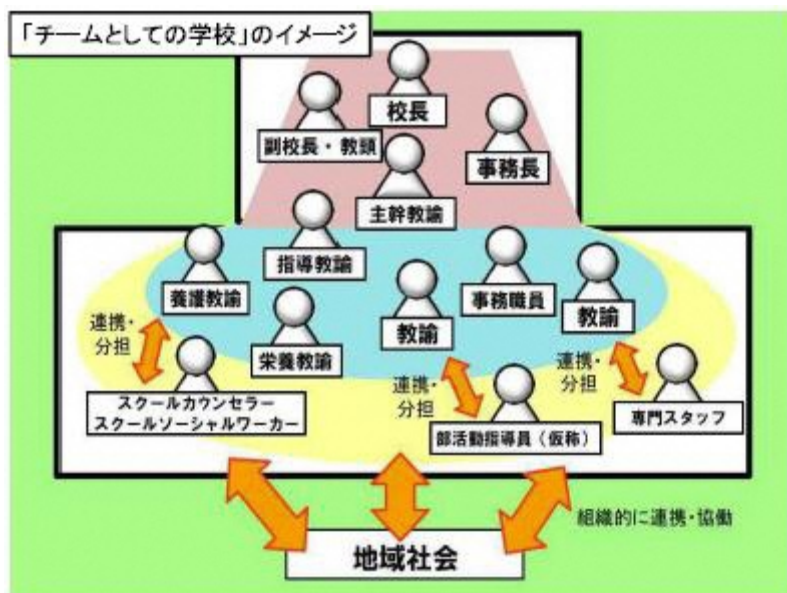 「チームとしての学校」のイメージ
校長
副校長・教頭
事務長
主幹教諭
指導教諭
養護教諭
事務職員
教諭
教諭
栄養教諭
連携・
分担
連携・
分担
連携・
分担
スクールカウンセラー
スクールソーシャルワーカー
部活動指導員（仮称）
専門スタッフ
組織的に連携・協働
地域社会